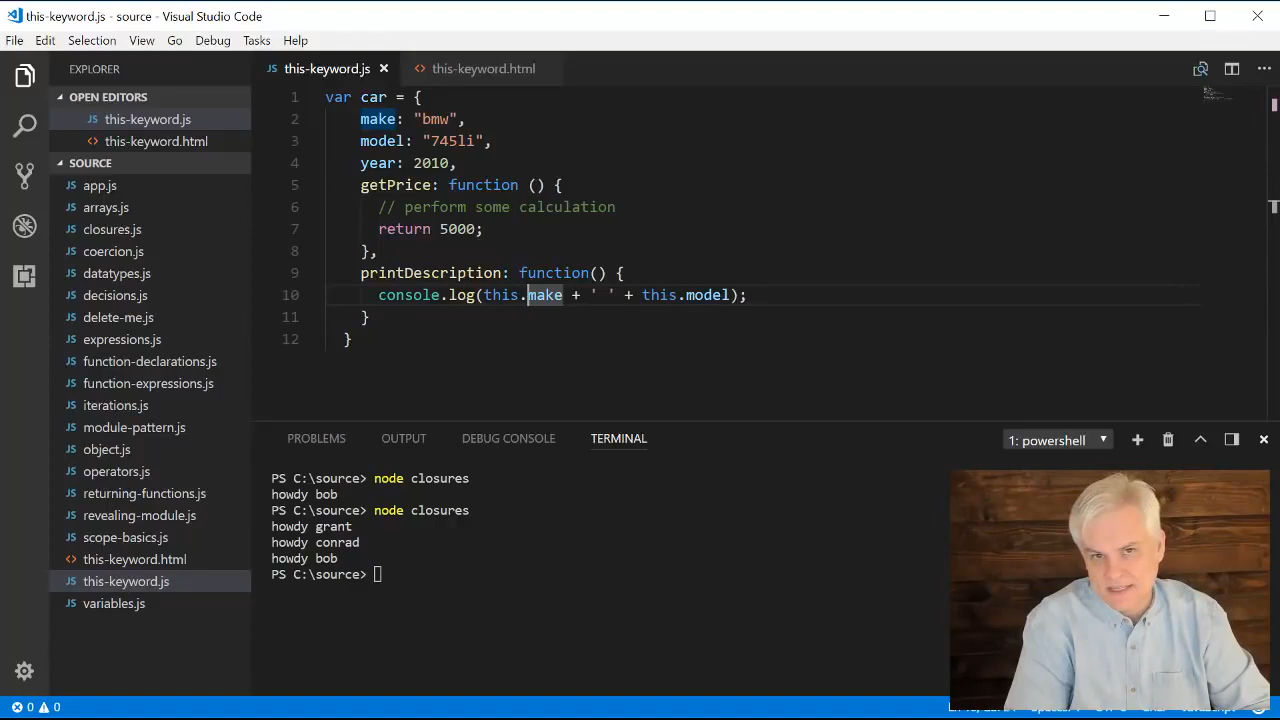 this-keyword.js - source - Visual Studio Code
File Edit Selection View Go Debug Tasks Help
EXPLORER
OPEN EDITORS
JS this-keyword.js
<> this-keyword.html
SOURCE
JS app.js
JS arrays.js
JS closures.js
JS coercion.js
JS datatypes.js
JS decisions.js
JS delete-me.js
JS expressions.js
JS function-declarations.js
JS function-expressions.js
JS iterations.js
JS module-pattern.js
JS object.js
JS operators.js
JS returning-functions.js
JS revealing-module.js
JS scope-basics.js
<> this-keyword.html
JS this-keyword.js
JS variables.js
JS this-keyword.js <> this-keyword.html
1 var car = {
2 make: "bmw",
3 model: "745li",
4 year: 2010,
5 getPrice: function () {
6 // perform some calculation
7 return 5000;
8 },
9 printDescription: function() {
10 console.log(this.make + ' ' + this.model);
11 }
12 }
PROBLEMS OUTPUT DEBUG CONSOLE TERMINAL 1: powershell
PS C:\source> node closures
howdy bob
PS C:\source> node closures
howdy grant
howdy conrad
howdy bob
PS C:\source>
0 0